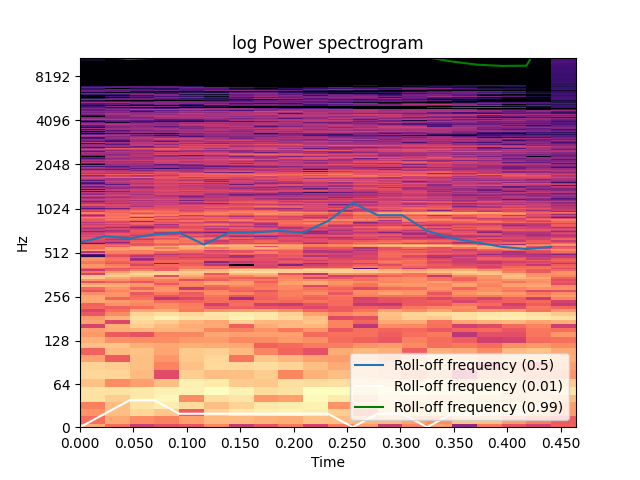 log Power spectrogram
Hz
8192
4096
2048
1024
512
256
128
64
0
Roll-off frequency (0.5)
Roll-off frequency (0.01)
Roll-off frequency (0.99)
0.000 0.050 0.100 0.150 0.200 0.250 0.300 0.350 0.400 0.450
Time